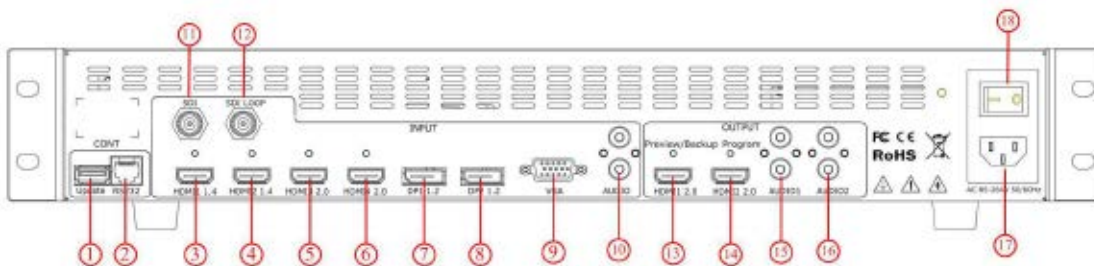 11
12
18
SDI
SDI LOOP
INPUT
OUTPUT
CONT
Preview/Backup
Program
FC CE
RoHS
Update
RS232
HDMI1 1.4
HDMI2 1.4
HDMI3 2.0
HDMI4 2.0
DP1 1.2
DP2 1.2
VGA
AUDIO
HDMI1 2.0
HDMI2 2.0
AUDIO1
AUDIO2
50/60Hz
1
2
3
4
5
6
7
8
9
10
13
14
15
16
17